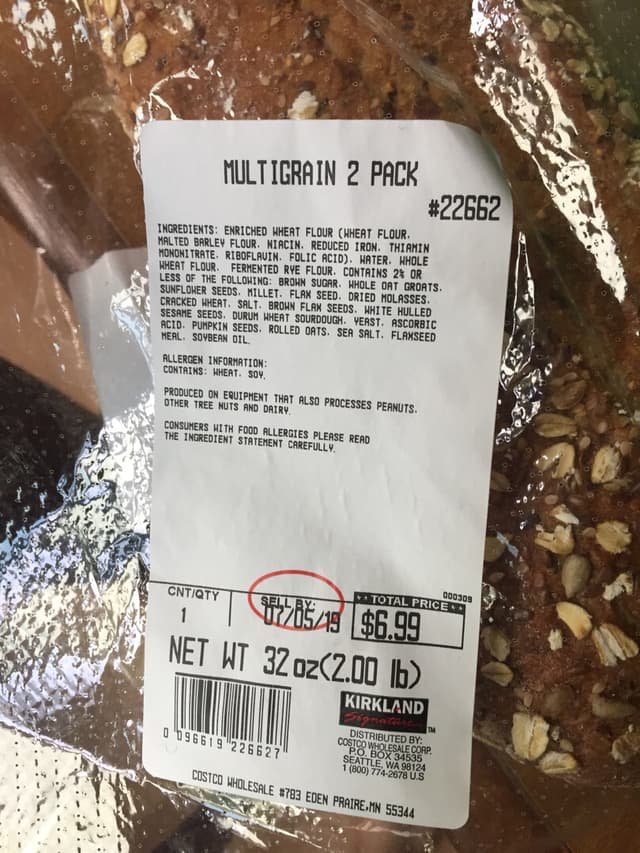 MULTIGRAIN 2 PACK
#22662
INGREDIENTS: ENRICHED WHEAT FLOUR (WHEAT FLOUR,
MALTED BARLEY FLOUR, NIACIN, REDUCED IRON, THIAMIN
MONONITRATE, RIBOFLAVIN, FOLIC ACID), WATER, WHOLE
WHEAT FLOUR, FERMENTED RYE FLOUR, CONTAINS 2% OR
LESS OF THE FOLLOWING: BROWN SUGAR, WHOLE OAT GROATS,
SUNFLOWER SEEDS, MILLET, FLAX SEED, DRIED MOLASSES,
CRACKED WHEAT, SALT, BROWN FLAX SEEDS, WHITE HULLED
SESAME SEEDS, DURUM WHEAT SOURDOUGH, YEAST, ASCORBIC
ACID, PUMPKIN SEEDS, ROLLED OATS, SEA SALT, FLAXSEED
MEAL, SOYBEAN OIL.
ALLERGEN INFORMATION:
CONTAINS: WHEAT, SOY.
PRODUCED ON EQUIPMENT THAT ALSO PROCESSES PEANUTS,
OTHER TREE NUTS AND DAIRY.
CONSUMERS WITH FOOD ALLERGIES PLEASE READ
THE INGREDIENT STATEMENT CAREFULLY.
000309
CNT/QTY SELL BY: ** TOTAL PRICE **
1 07/05/19 $6.99
NET WT 32 oz(2.00 lb)
0 096619 226627
KIRKLAND
Signature TM
DISTRIBUTED BY:
COSTCO WHOLESALE CORP.
P.O. BOX 34535
SEATTLE, WA 98124
1 (800) 774-2678 U.S
COSTCO WHOLESALE #783 EDEN PRAIRE,MN 55344